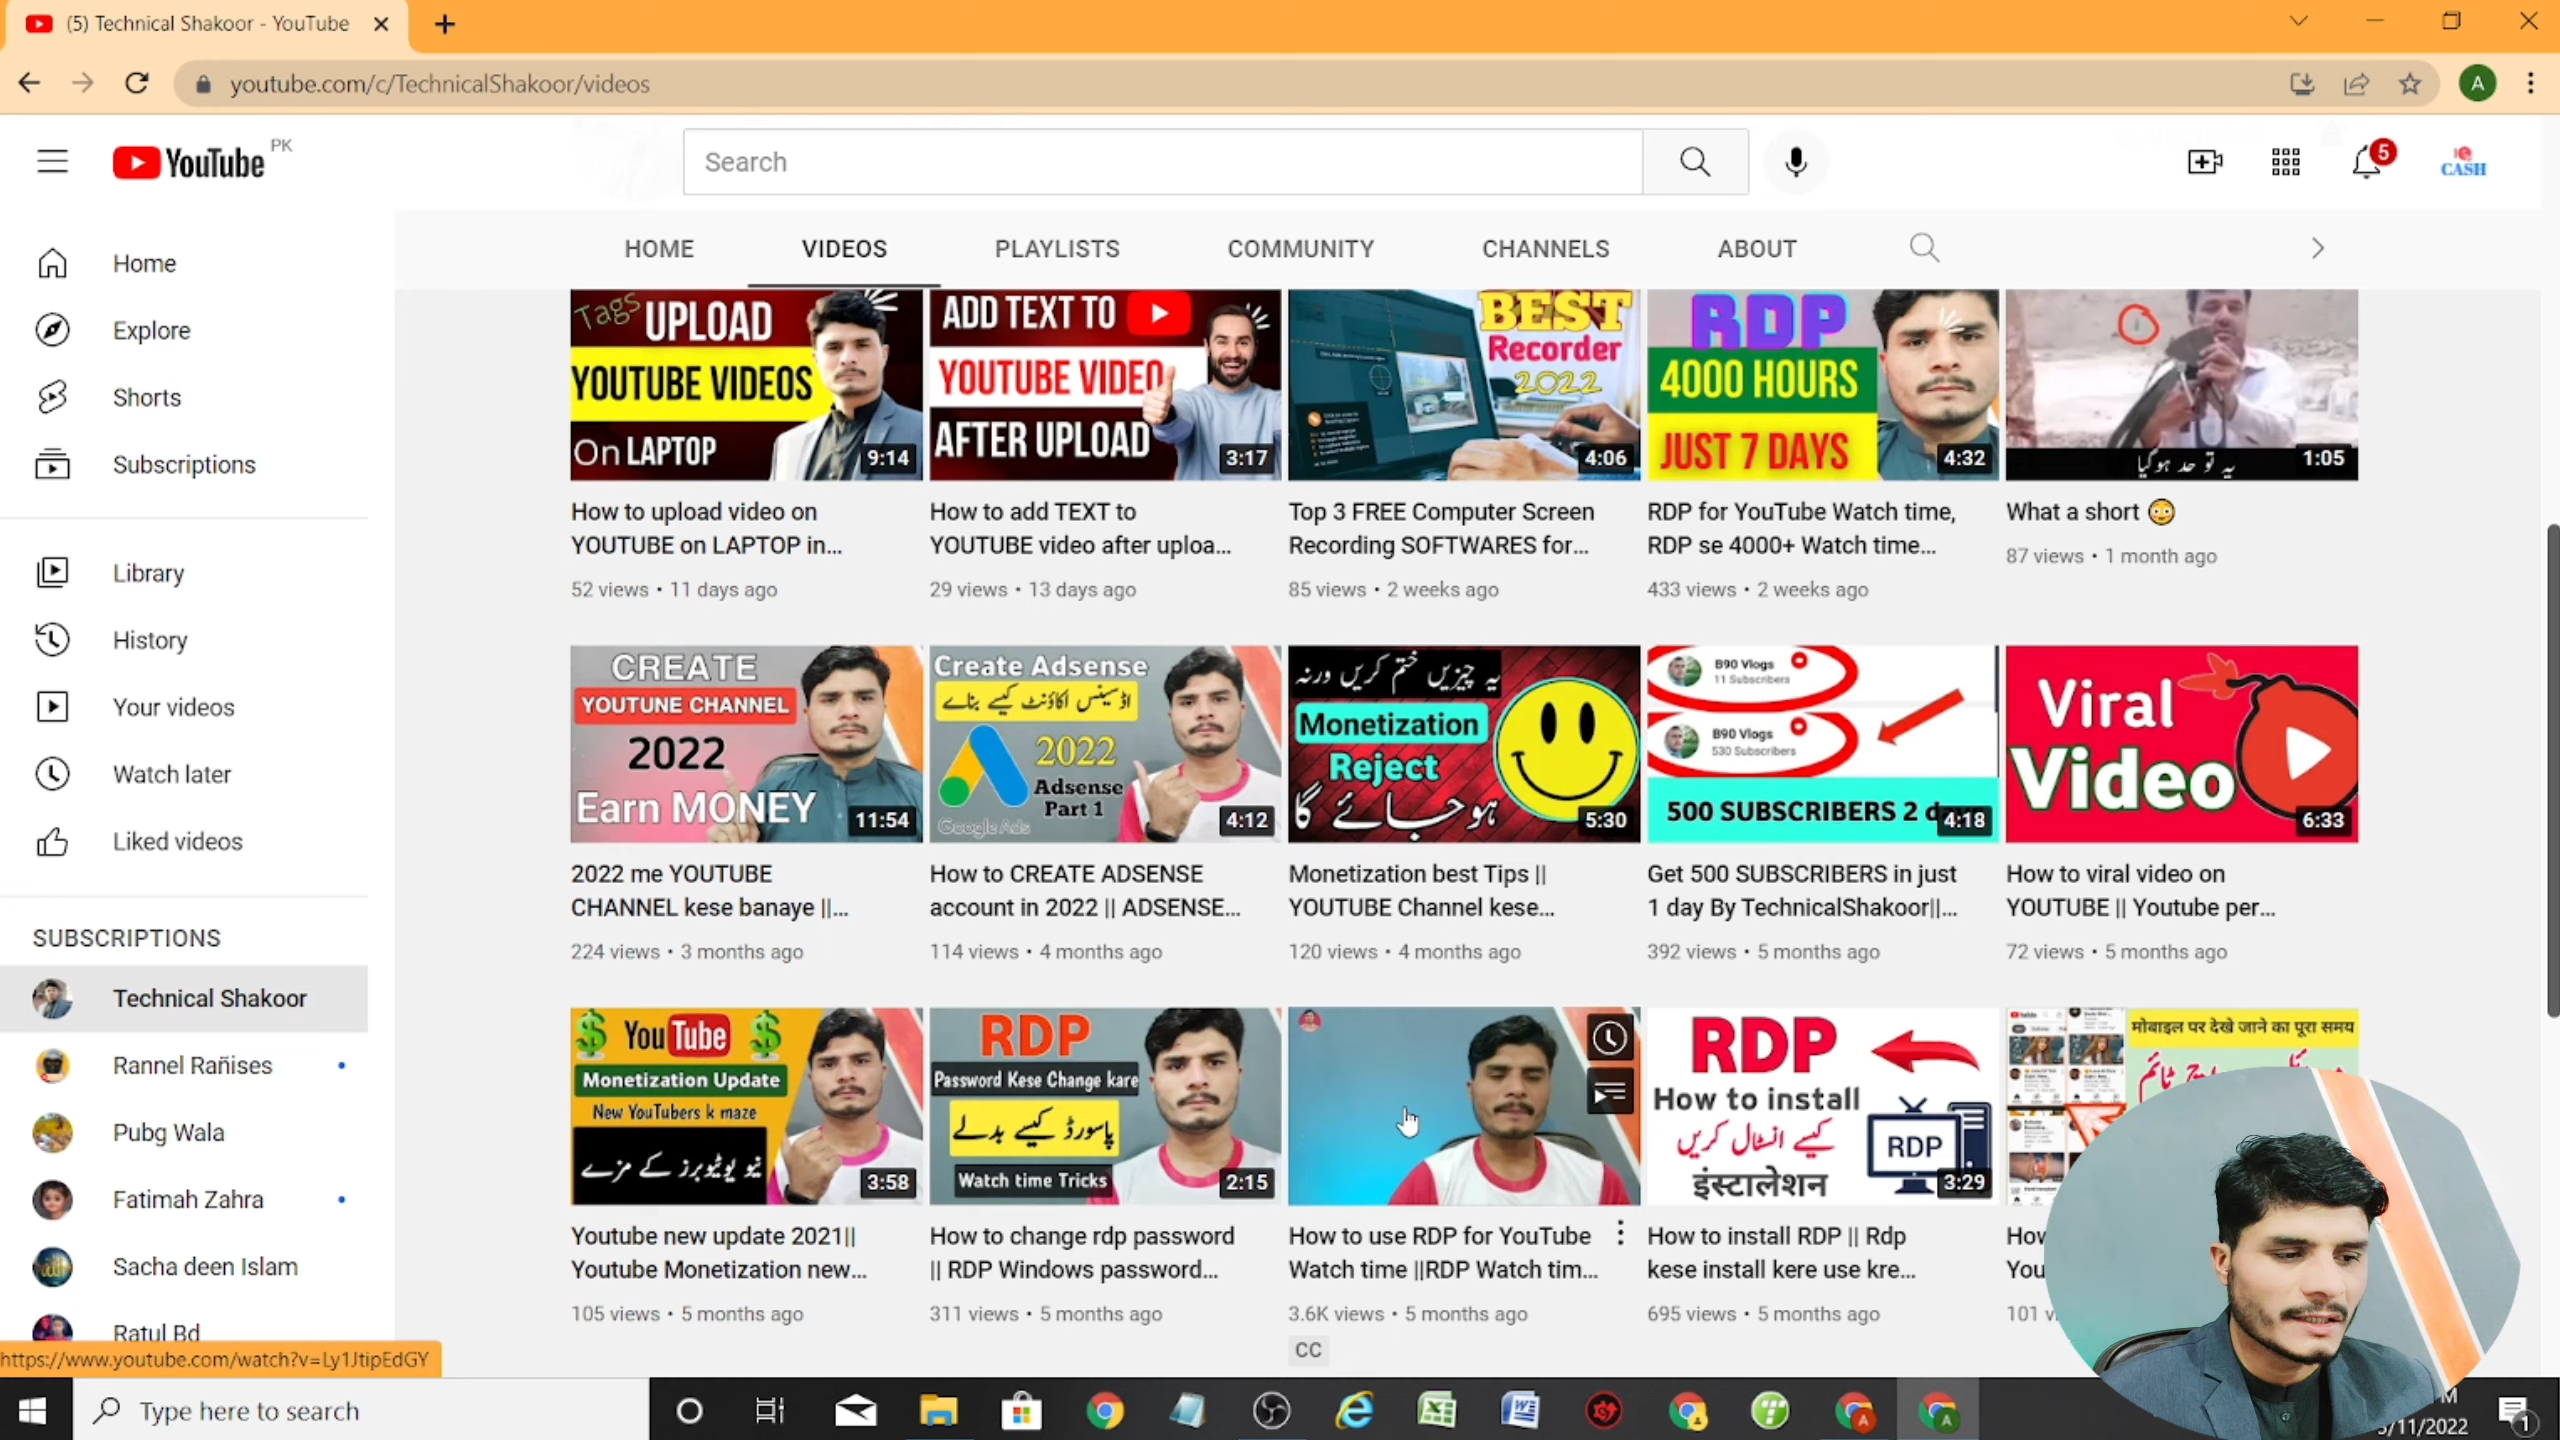 (5) Technical Shakoor - YouTube
youtube.com/c/TechnicalShakoor/videos
A
YouTube PK
Search
5
CASH
HOME
VIDEOS
PLAYLISTS
COMMUNITY
CHANNELS
ABOUT
Home
Explore
Shorts
Subscriptions
Library
History
Your videos
Watch later
Liked videos
SUBSCRIPTIONS
Technical Shakoor
Rannel Rañises
Pubg Wala
Fatimah Zahra
Sacha deen Islam
Ratul Bd
Tags UPLOAD
YOUTUBE VIDEOS
On LAPTOP
9:14
How to upload video on
YOUTUBE on LAPTOP in...
52 views • 11 days ago
ADD TEXT TO
YOUTUBE VIDEO
AFTER UPLOAD
3:17
How to add TEXT to
YOUTUBE video after uploa...
29 views • 13 days ago
BEST
Recorder
2022
4:06
Top 3 FREE Computer Screen
Recording SOFTWARES for...
85 views • 2 weeks ago
RDP
4000 HOURS
JUST 7 DAYS
4:32
RDP for YouTube Watch time,
RDP se 4000+ Watch time...
433 views • 2 weeks ago
یہ تو حد ہوگیا
1:05
What a short 😳
87 views • 1 month ago
CREATE
YOUTUNE CHANNEL
2022
Earn MONEY
11:54
2022 me YOUTUBE
CHANNEL kese banaye ||...
224 views • 3 months ago
Create Adsense
اڈسینس اکاؤنٹ کیسے بناے
2022
Adsense
Part 1
Google Ads
4:12
How to CREATE ADSENSE
account in 2022 || ADSENSE...
114 views • 4 months ago
یہ چیزیں ختم کریں ورنہ
Monetization
Reject
ہو جائے گا
5:30
Monetization best Tips ||
YOUTUBE Channel kese...
120 views • 4 months ago
B90 Vlogs
11 Subscribers
B90 Vlogs
530 Subscribers
500 SUBSCRIBERS 2 d
4:18
Get 500 SUBSCRIBERS in just
1 day By TechnicalShakoor||...
392 views • 5 months ago
Viral
Video
6:33
How to viral video on
YOUTUBE || Youtube per...
72 views • 5 months ago
$ YouTube $
Monetization Update
New YouTubers k maze
نیو یوٹیوبرز کے مزے
3:58
Youtube new update 2021||
Youtube Monetization new...
105 views • 5 months ago
RDP
Password Kese Change kare
پاسورڈ کیسے بدلے
Watch time Tricks
2:15
How to change rdp password
|| RDP Windows password...
311 views • 5 months ago
How to use RDP for YouTube
Watch time ||RDP Watch tim...
3.6K views • 5 months ago
CC
RDP
How to install
کیسے انسٹال کریں
इंस्टालेशन
RDP
3:29
How to install RDP || Rdp
kese install kere use kre...
695 views • 5 months ago
मोबाइल पर देखे जाने का पूरा समय
How
You
101 v
https://www.youtube.com/watch?v=Ly1JtipEdGY
Type here to search
M
/11/2022
1